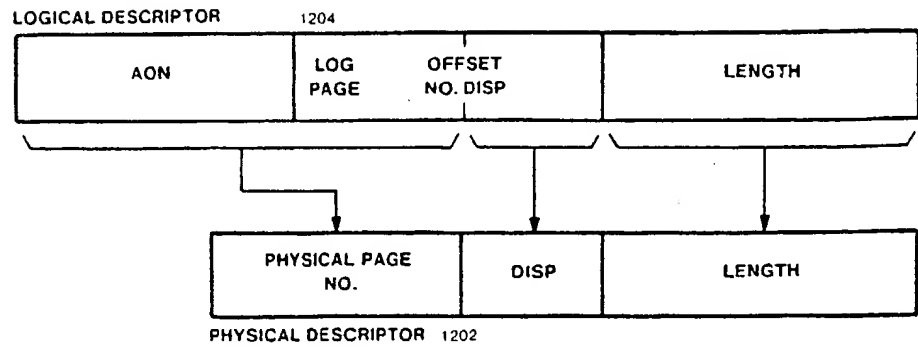 LOGICAL DESCRIPTOR 1204
AON LOG OFFSET LENGTH
PAGE NO. DISP
PHYSICAL PAGE DISP LENGTH
NO.
PHYSICAL DESCRIPTOR 1202